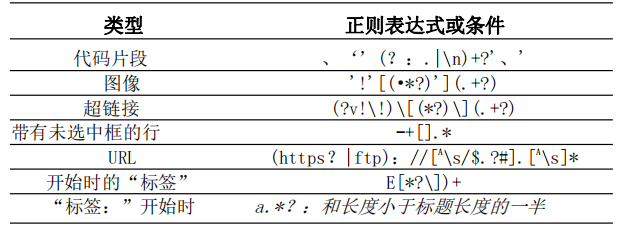 类型 正则表达式或条件
代码片段 、‘’(?：.|\n)+?'、'
图像 '!'[(•*?)'](.+?)
超链接 (?v!\!)\[(*?)\](.+?)
带有未选中框的行 -+[].*
URL (https？|ftp)：//[^A\s/$.?#].[^A\s]*
开始时的“标签” E[*?\])+
“标签：”开始时 a.*?：和长度小于标题长度的一半